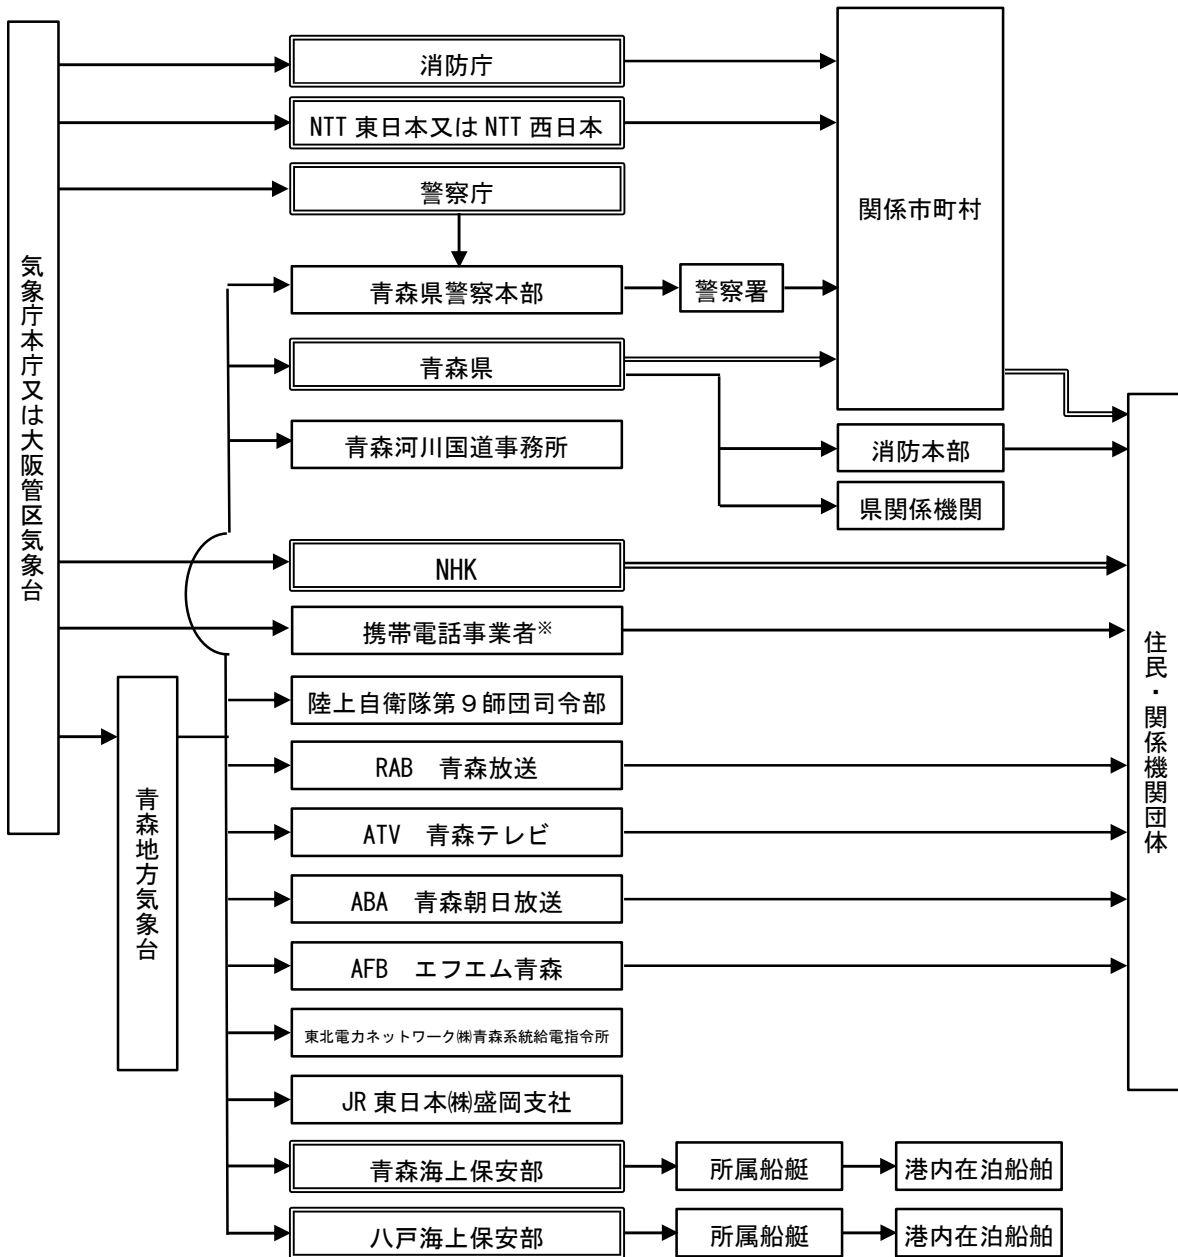 気象庁本庁又は大阪管区気象台
消防庁
NTT 東日本又は NTT 西日本
警察庁
関係市町村
青森県警察本部
警察署
青森県
青森河川国道事務所
消防本部
県関係機関
NHK
携帯電話事業者※
住民・関係機関団体
青森地方気象台
陸上自衛隊第９師団司令部
RAB　青森放送
ATV　青森テレビ
ABA　青森朝日放送
AFB　エフエム青森
東北電力ネットワーク㈱青森系統給電指令所
JR 東日本㈱盛岡支社
青森海上保安部
所属船艇
港内在泊船舶
八戸海上保安部
所属船艇
港内在泊船舶